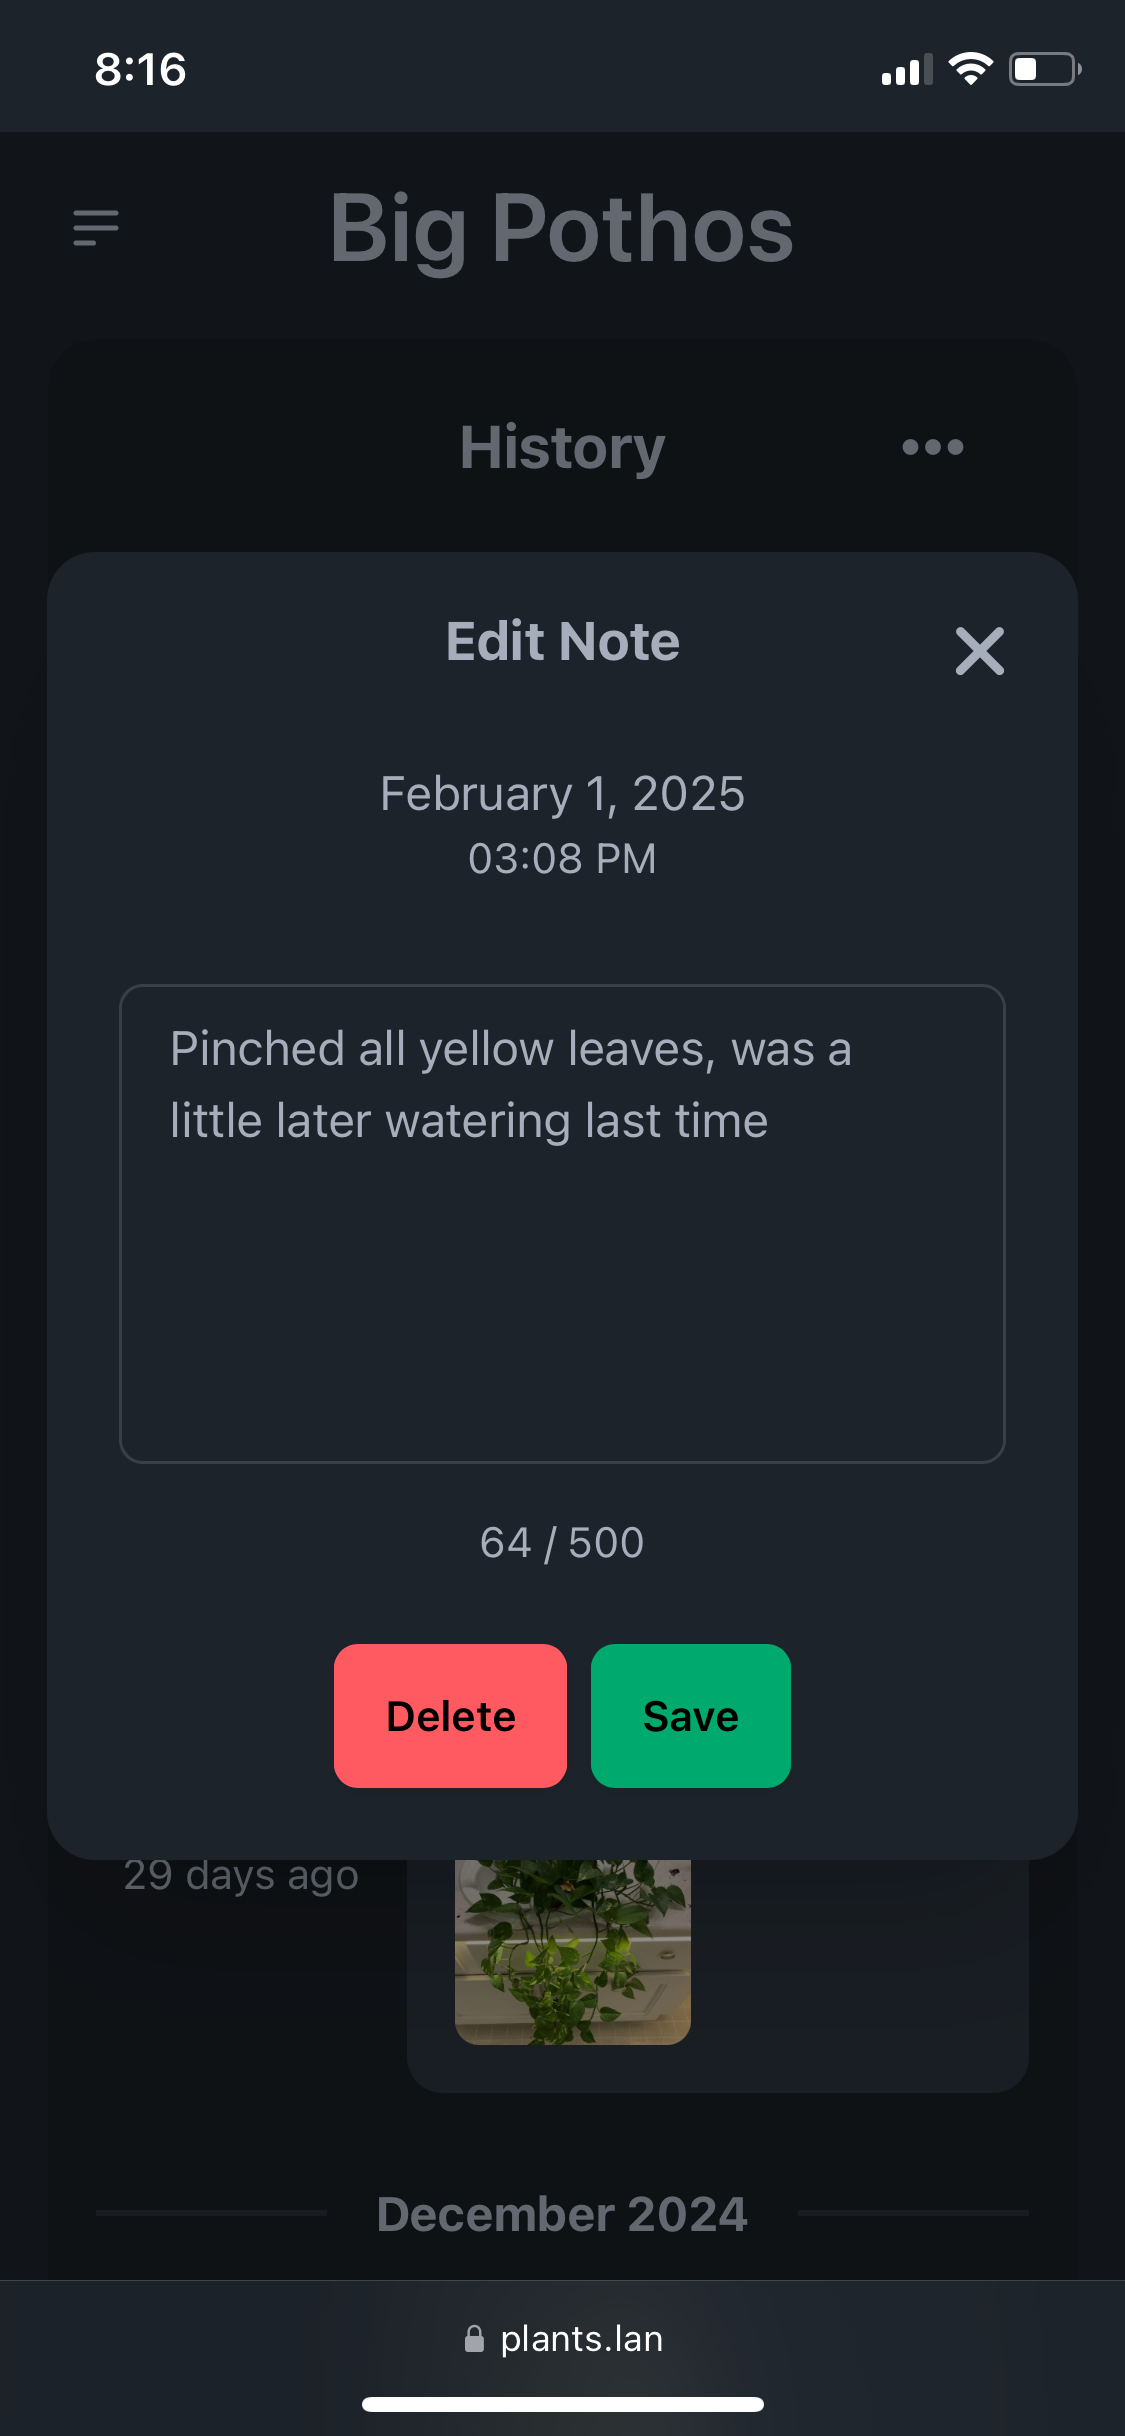 8:16
Big Pothos
History
Edit Note
February 1, 2025
03:08 PM
Pinched all yellow leaves, was a
little later watering last time
64 / 500
Delete
Save
29 days ago
December 2024
plants.lan